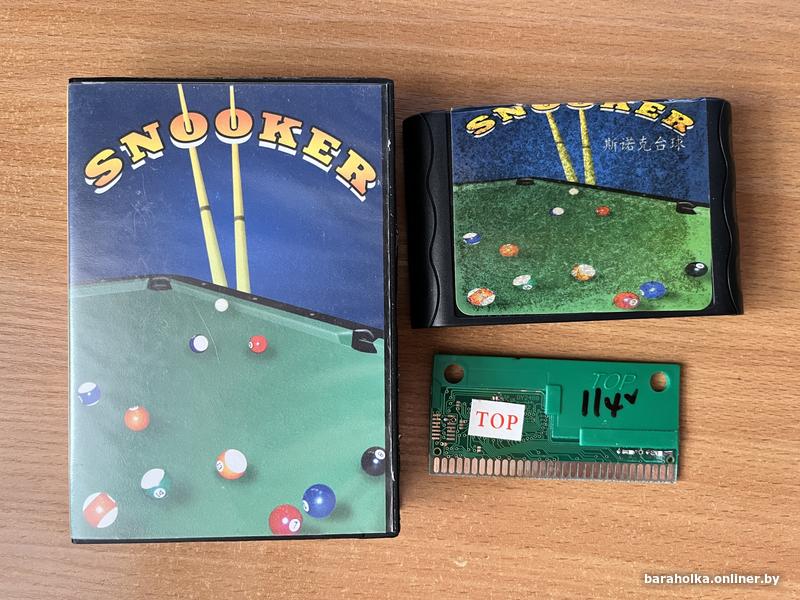 SNOOKER
SNOOKER
斯诺克台球
TOP
114
TOP
baraholka.onliner.by